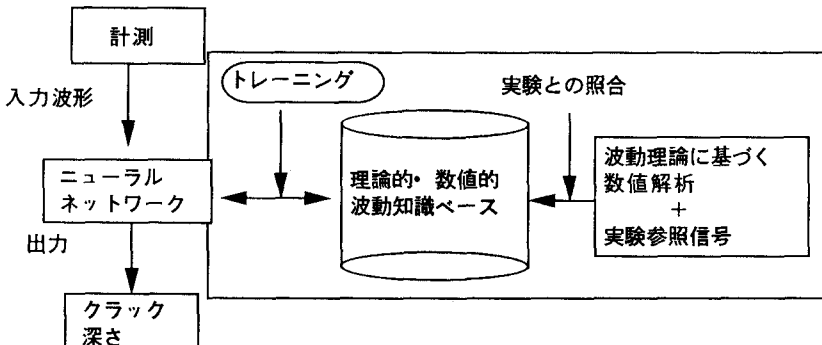 計測
入力波形
トレーニング
実験との照合
ニューラル
ネットワーク
理論的・数値的
波動知識ベース
波動理論に基づく
数値解析
+
実験参照信号
出力
クラック
深さ